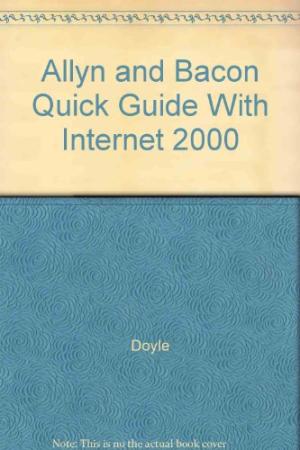 Allyn and Bacon
Quick Guide With
Internet 2000
Doyle
Note: This is no the actual book cover